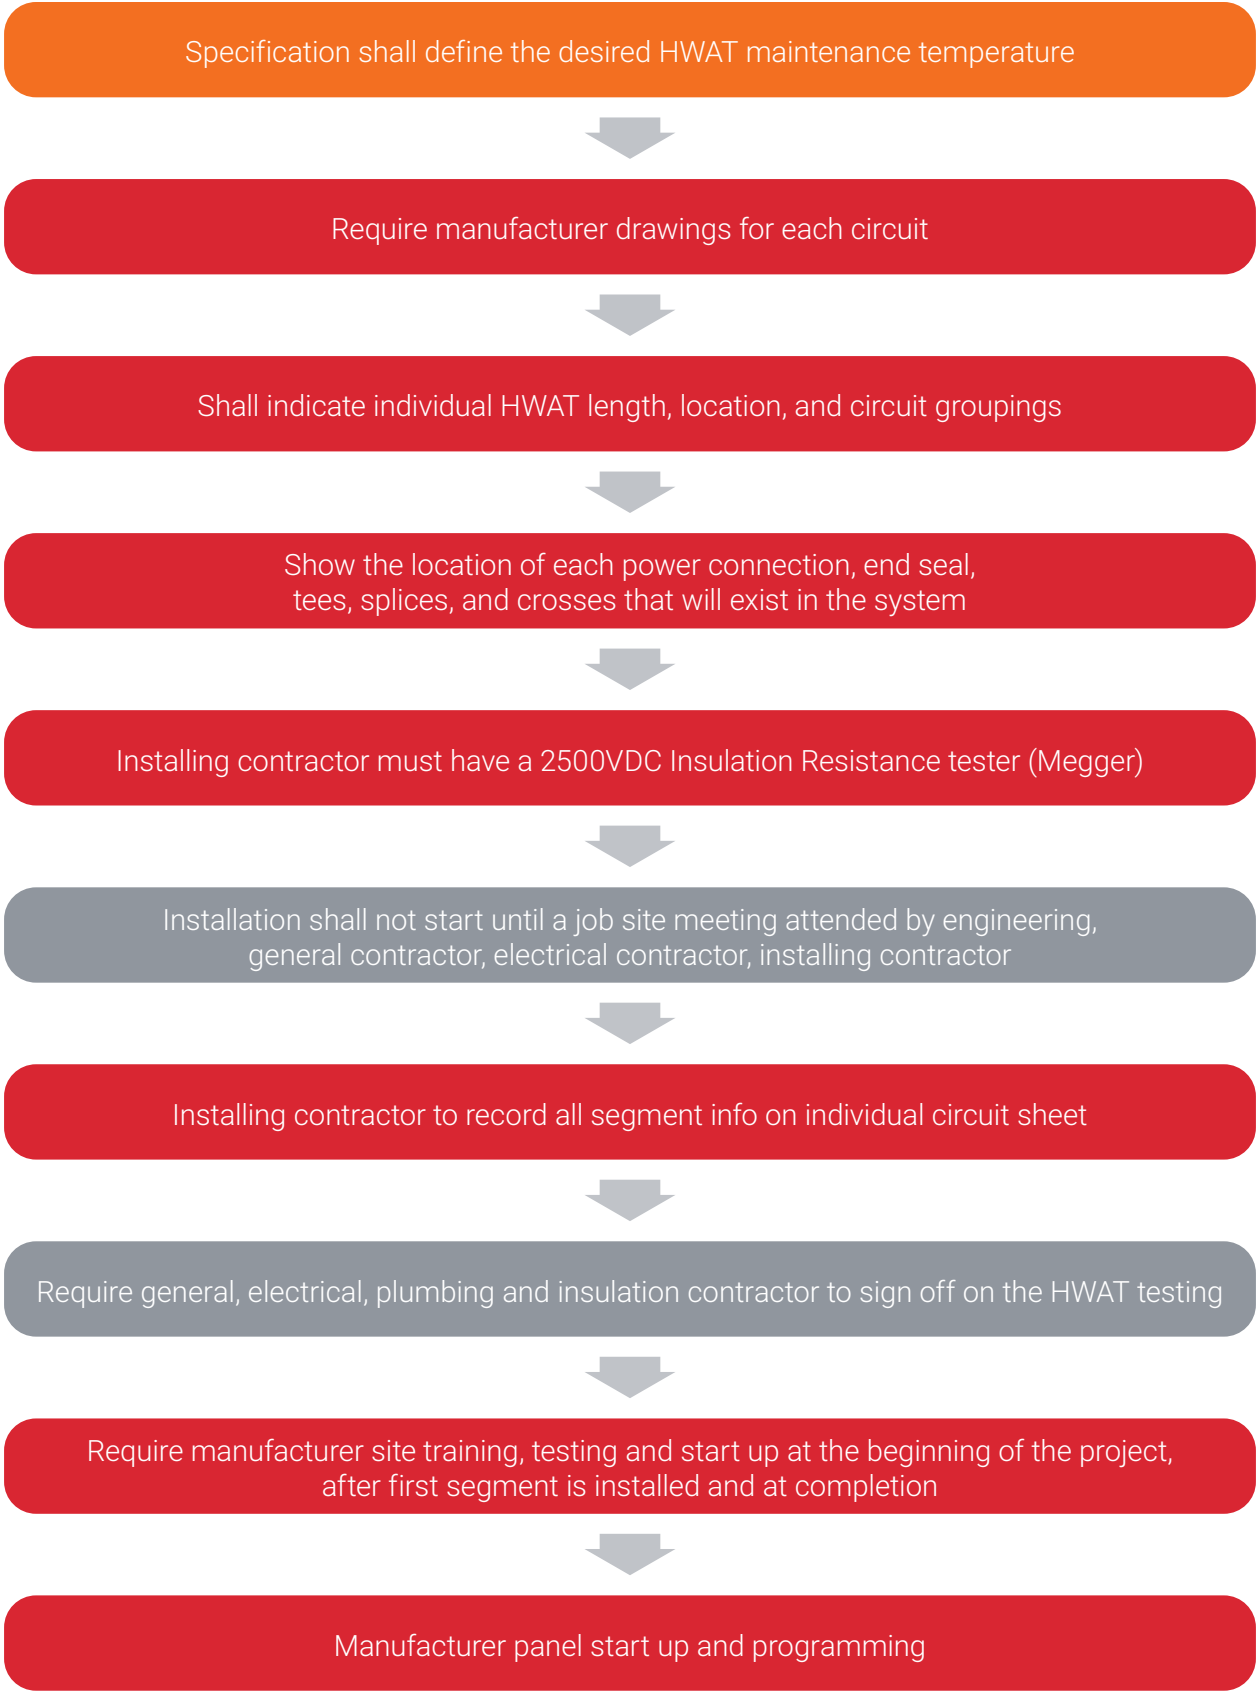 Specification shall define the desired HWAT maintenance temperature
Require manufacturer drawings for each circuit
Shall indicate individual HWAT length, location, and circuit groupings
Show the location of each power connection, end seal,
tees, splices, and crosses that will exist in the system
Installing contractor must have a 2500VDC Insulation Resistance tester (Megger)
Installation shall not start until a job site meeting attended by engineering,
general contractor, electrical contractor, installing contractor
Installing contractor to record all segment info on individual circuit sheet
Require general, electrical, plumbing and insulation contractor to sign off on the HWAT testing
Require manufacturer site training, testing and start up at the beginning of the project,
after first segment is installed and at completion
Manufacturer panel start up and programming